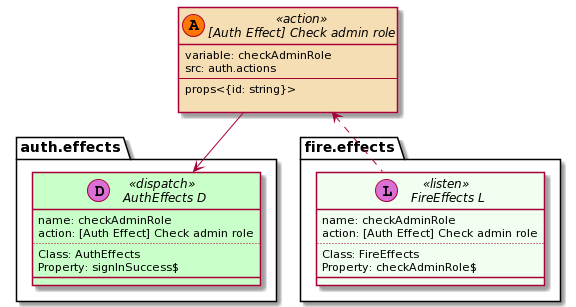 A
«action»
[Auth Effect] Check admin role
variable: checkAdminRole
src: auth.actions
props<{id: string}>
auth.effects
D
«dispatch»
AuthEffects D
name: checkAdminRole
action: [Auth Effect] Check admin role
Class: AuthEffects
Property: signInSuccess$
fire.effects
L
«listen»
FireEffects L
name: checkAdminRole
action: [Auth Effect] Check admin role
Class: FireEffects
Property: checkAdminRole$